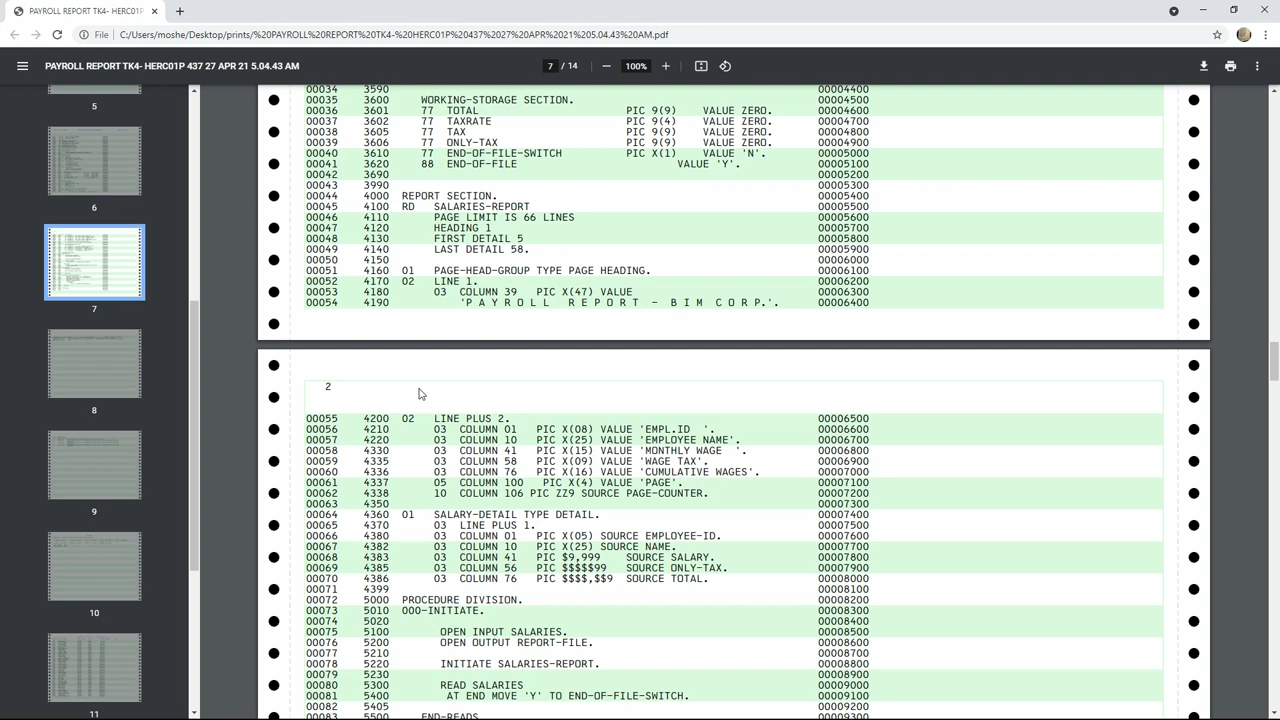 PAYROLL REPORT TK4- HERC01P
File C:/Users/moshe/Desktop/prints/%20PAYROLL%20REPORT%20TK4-%20HERC01P%20437%2027%20APR%2021%205.04.43%20AM.pdf
PAYROLL REPORT TK4- HERC01P 437 27 APR 21 5.04.43 AM 7 / 14 100%
5
6
7
8
9
10
11
00034 3590 00004400
00035 3600 WORKING-STORAGE SECTION. 00004500
00036 3601 77 TOTAL PIC 9(9) VALUE ZERO. 00004600
00037 3602 77 TAXRATE PIC 9(4) VALUE ZERO. 00004700
00038 3605 77 TAX PIC 9(9) VALUE ZERO. 00004800
00039 3606 77 ONLY-TAX PIC 9(9) VALUE ZERO. 00004900
00040 3610 77 END-OF-FILE-SWITCH PIC X(1) VALUE 'N'. 00005000
00041 3620 88 END-OF-FILE VALUE 'Y'. 00005100
00042 3690 00005200
00043 3990 00005300
00044 4000 REPORT SECTION. 00005400
00045 4100 RD SALARIES-REPORT 00005500
00046 4110 PAGE LIMIT IS 66 LINES 00005600
00047 4120 HEADING 1 00005700
00048 4130 FIRST DETAIL 5 00005800
00049 4140 LAST DETAIL 58. 00005900
00050 4150 00006000
00051 4160 01 PAGE-HEAD-GROUP TYPE PAGE HEADING. 00006100
00052 4170 02 LINE 1. 00006200
00053 4180 03 COLUMN 39 PIC X(47) VALUE 00006300
00054 4190 'P A Y R O L L  R E P O R T - B I M C O R P.'. 00006400
2
00055 4200 02 LINE PLUS 2. 00006500
00056 4210 03 COLUMN 01 PIC X(08) VALUE 'EMPL.ID  '. 00006600
00057 4220 03 COLUMN 10 PIC X(25) VALUE 'EMPLOYEE NAME'. 00006700
00058 4330 03 COLUMN 41 PIC X(15) VALUE 'MONTHLY WAGE  '. 00006800
00059 4335 03 COLUMN 58 PIC X(09) VALUE 'WAGE TAX'. 00006900
00060 4336 03 COLUMN 76 PIC X(16) VALUE 'CUMULATIVE WAGES'. 00007000
00061 4337 05 COLUMN 100 PIC X(4) VALUE 'PAGE'. 00007100
00062 4338 10 COLUMN 106 PIC ZZ9 SOURCE PAGE-COUNTER. 00007200
00063 4350 00007300
00064 4360 01 SALARY-DETAIL TYPE DETAIL. 00007400
00065 4370 03 LINE PLUS 1. 00007500
00066 4380 03 COLUMN 01 PIC X(05) SOURCE EMPLOYEE-ID. 00007600
00067 4382 03 COLUMN 10 PIC X(25) SOURCE NAME. 00007700
00068 4383 03 COLUMN 41 PIC $9,999 SOURCE SALARY. 00007800
00069 4385 03 COLUMN 56 PIC $$$$$99 SOURCE ONLY-TAX. 00007900
00070 4386 03 COLUMN 76 PIC $$$$,$$9 SOURCE TOTAL. 00008000
00071 4399 00008100
00072 5000 PROCEDURE DIVISION. 00008200
00073 5010 000-INITIATE. 00008300
00074 5020 00008400
00075 5100 OPEN INPUT SALARIES. 00008500
00076 5200 OPEN OUTPUT REPORT-FILE. 00008600
00077 5210 00008700
00078 5220 INITIATE SALARIES-REPORT. 00008800
00079 5230 00008900
00080 5300 READ SALARIES 00009000
00081 5400 AT END MOVE 'Y' TO END-OF-FILE-SWITCH. 00009100
00082 5405 00009200
00083 5500 END-READS. 00009300